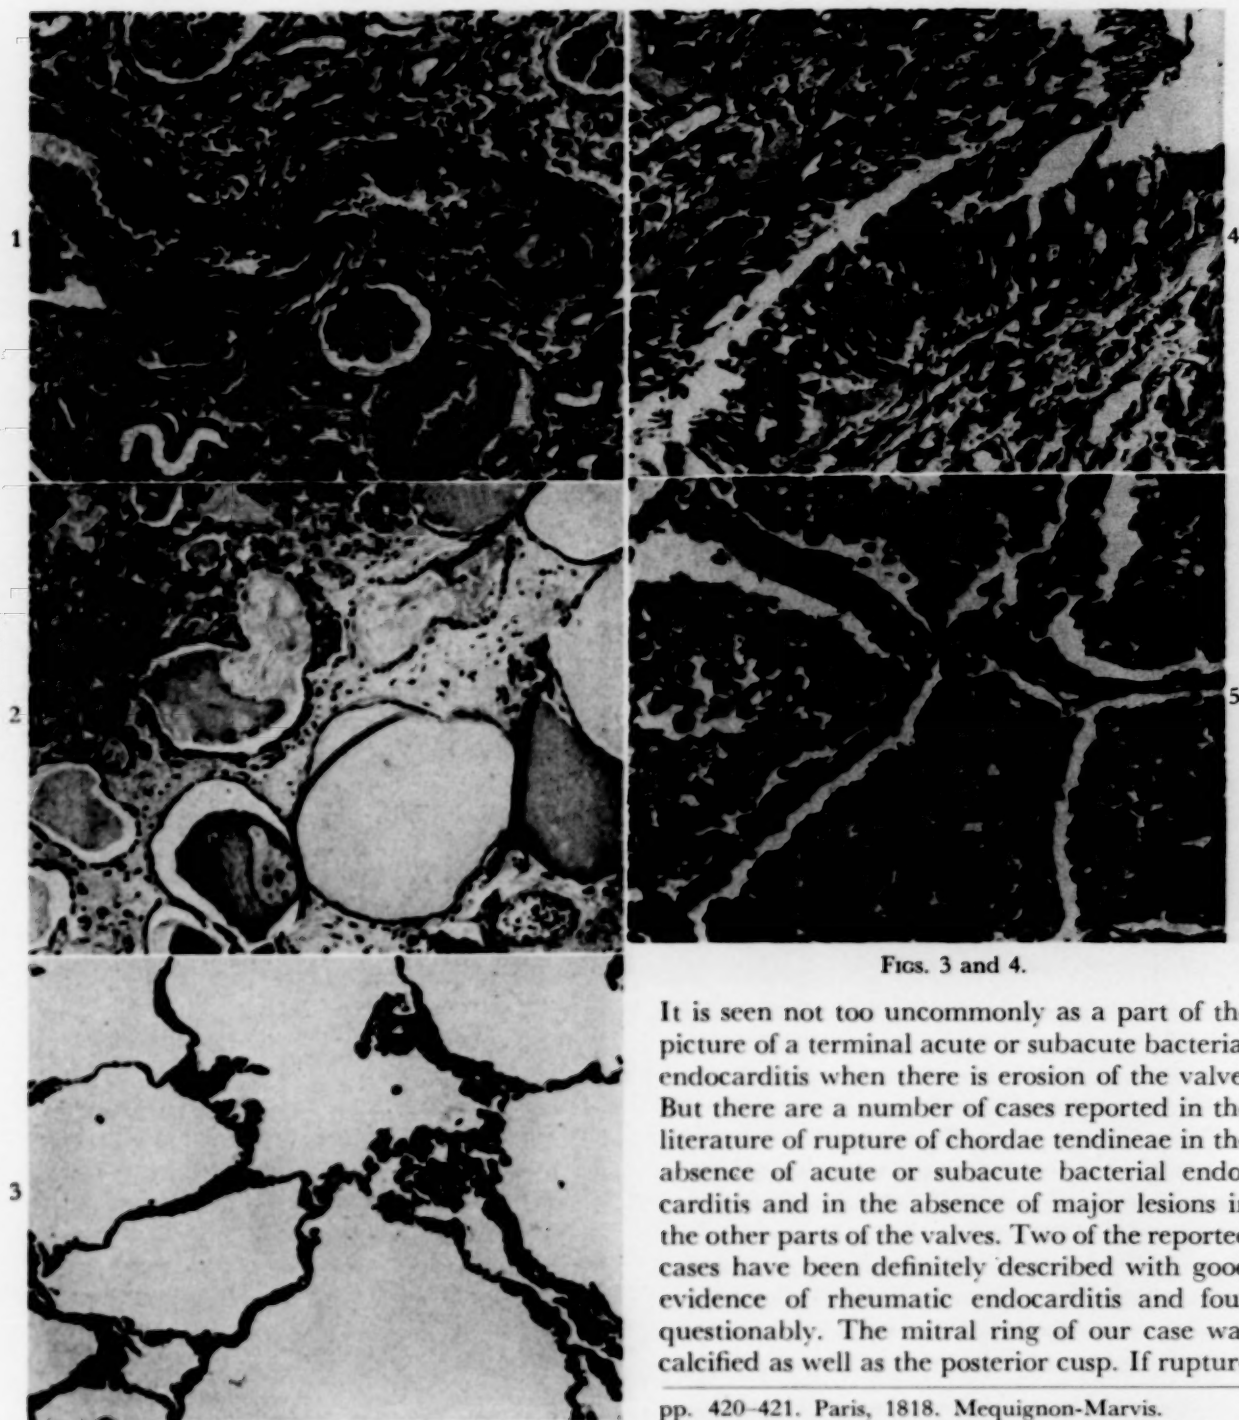 1
4
2
5
3
FIGS. 3 and 4.
It is seen not too uncommonly as a part of th
picture of a terminal acute or subacute bacteria
endocarditis when there is erosion of the valve
But there are a number of cases reported in th
literature of rupture of chordae tendineae in th
absence of acute or subacute bacterial endo
carditis and in the absence of major lesions i
the other parts of the valves. Two of the reported
cases have been definitely described with good
evidence of rheumatic endocarditis and fou
questionably. The mitral ring of our case wa
calcified as well as the posterior cusp. If ruptur
pp. 420–421. Paris, 1818. Mequignon-Marvis.